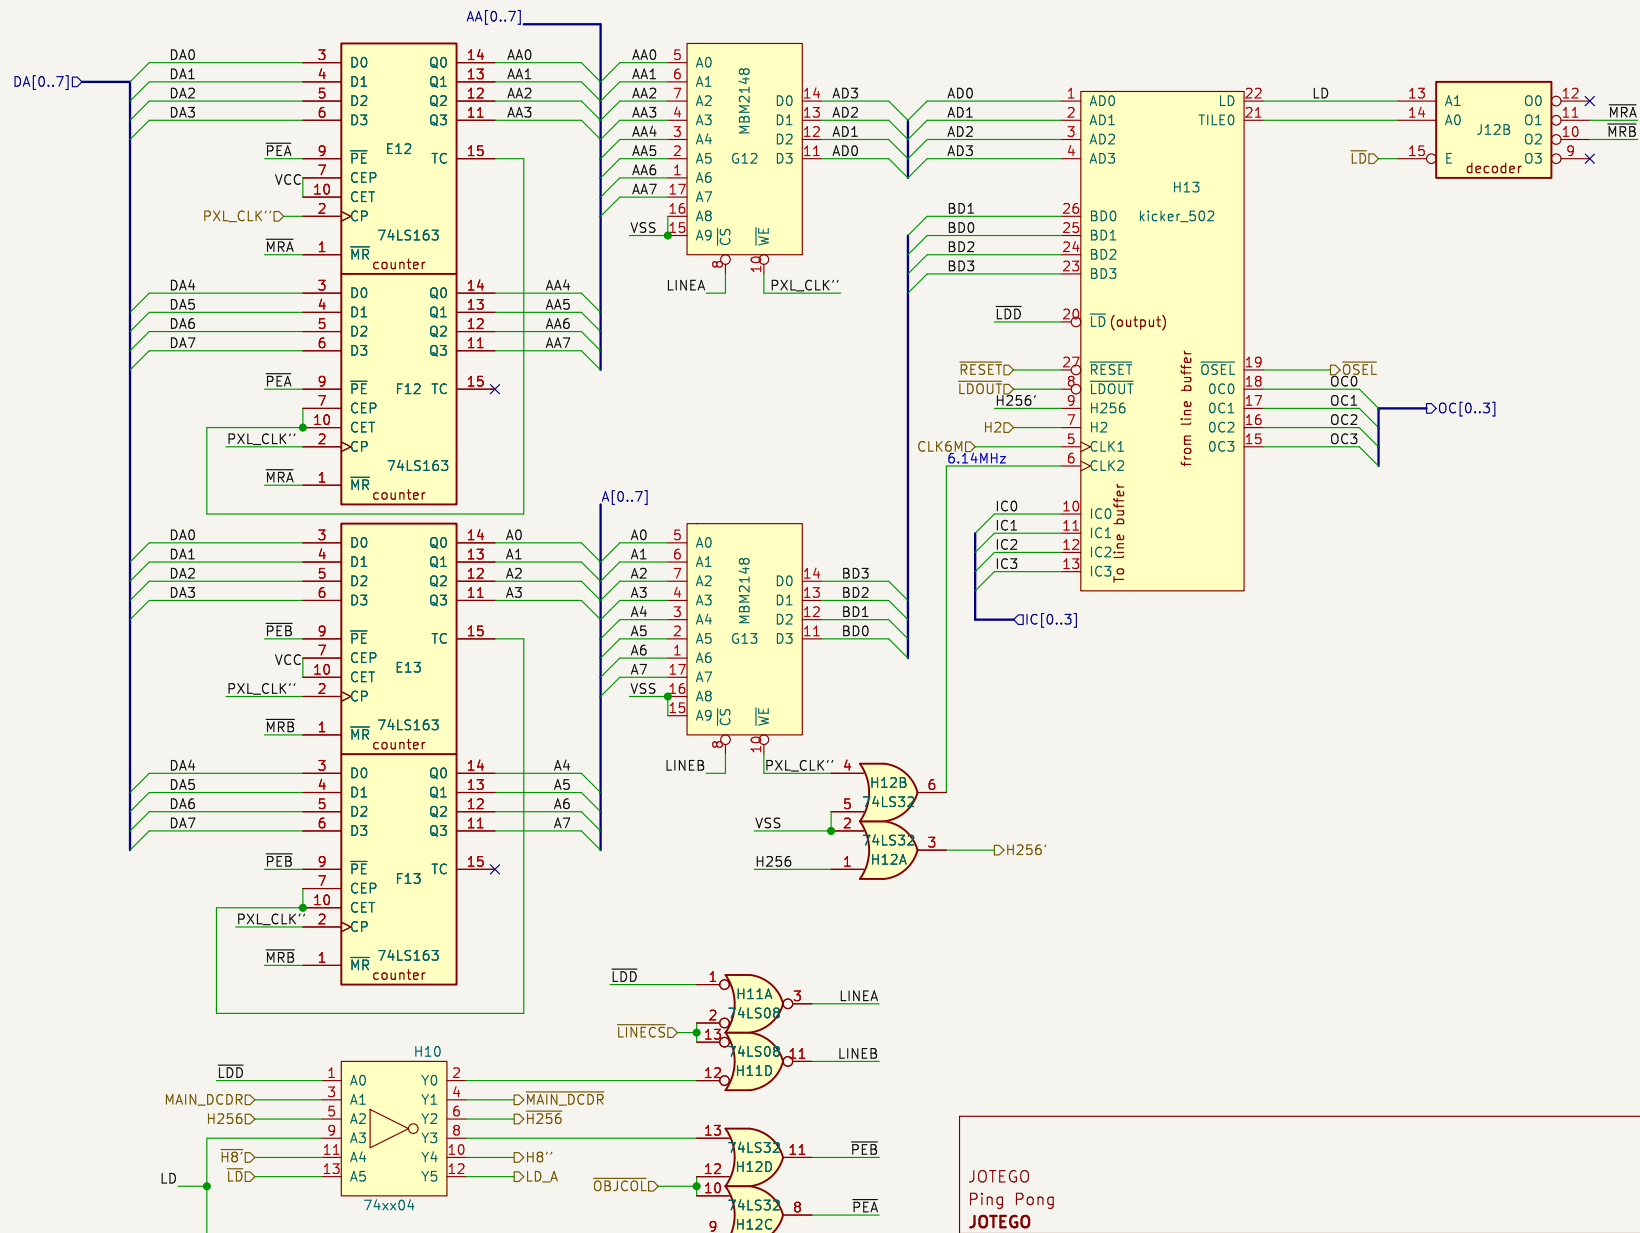 AA[0..7]
DA[0..7]
DA0 3 D0 Q0 14 AA0
DA1 4 D1 Q1 13 AA1
DA2 5 D2 Q2 12 AA2
DA3 6 D3 Q3 11 AA3
PEA 9 PE E12 TC 15
VCC 7 CEP
10 CET
PXL_CLK'' 2 CP
74LS163
MRA 1 MR
counter
DA4 3 D0 Q0 14 AA4
DA5 4 D1 Q1 13 AA5
DA6 5 D2 Q2 12 AA6
DA7 6 D3 Q3 11 AA7
PEA 9 PE F12 TC 15
7 CEP
10 CET
PXL_CLK'' 2 CP
74LS163
MRA 1 MR
counter
AA0 5 A0
AA1 6 A1
AA2 7 A2 D0 14 AD3
AA3 4 A3 D1 13 AD2
AA4 3 A4 D2 12 AD1
AA5 2 A5 G12 D3 11 AD0
AA6 1 A6
AA7 17 A7
16 A8
VSS 15 A9
MBM2148
CS WE
8 10
LINEA PXL_CLK''
AD0 1 AD0 LD 22 LD
AD1 2 AD1 TILE0 21
AD2 3 AD2
AD3 4 AD3
H13
kicker_502
BD1 26 BD0
BD0 25 BD1
BD2 24 BD2
BD3 23 BD3
LDD 20 LD (output)
RESET 27 RESET OSEL 19 OSEL
LDOUT 8 LDOUT OC0 18 OC0
H256' 9 H256 OC1 17 OC1
H2 7 H2 OC2 16 OC2
CLK6M 5 CLK1 OC3 15 OC3
6.14MHz 6 CLK2
OC[0..3]
from line buffer
IC0 10 IC0
IC1 11 IC1
IC2 12 IC2
IC3 13 IC3
To line buffer
IC[0..3]
13 A1 O0 12
14 A0 O1 11 MRA
J12B O2 10 MRB
LD 15 E O3 9
decoder
A[0..7]
DA0 3 D0 Q0 14 A0
DA1 4 D1 Q1 13 A1
DA2 5 D2 Q2 12 A2
DA3 6 D3 Q3 11 A3
PEB 9 PE TC 15
VCC 7 CEP E13
10 CET
PXL_CLK'' 2 CP
74LS163
MRB 1 MR
counter
DA4 3 D0 Q0 14 A4
DA5 4 D1 Q1 13 A5
DA6 5 D2 Q2 12 A6
DA7 6 D3 Q3 11 A7
PEB 9 PE F13 TC 15
7 CEP
10 CET
PXL_CLK'' 2 CP
74LS163
MRB 1 MR
counter
A0 5 A0
A1 6 A1
A2 7 A2 D0 14 BD3
A3 4 A3 D1 13 BD2
A4 3 A4 D2 12 BD1
A5 2 A5 G13 D3 11 BD0
A6 1 A6
A7 17 A7
VSS 16 A8
15 A9
MBM2148
CS WE
8 10
LINEB PXL_CLK'' 4
H12B 6
74LS32
5
VSS 2
74LS32 3 H256'
H12A
H256 1
LDD 1
H11A 3 LINEA
74LS08
2
LINECS 13
74LS08 11 LINEB
H11D
12
H10
LDD 1 A0 Y0 2
MAIN_DCDR 3 A1 Y1 4 MAIN_DCDR
H256 5 A2 Y2 6 H256
9 A3 Y3 8
H8' 11 A4 Y4 10 H8''
LD 13 A5 Y5 12 LD_A
LD
74xx04
13
74LS32 11 PEB
H12D
12
OBJCOL 10
74LS32 8 PEA
H12C
9
JOTEGO
Ping Pong
JOTEGO